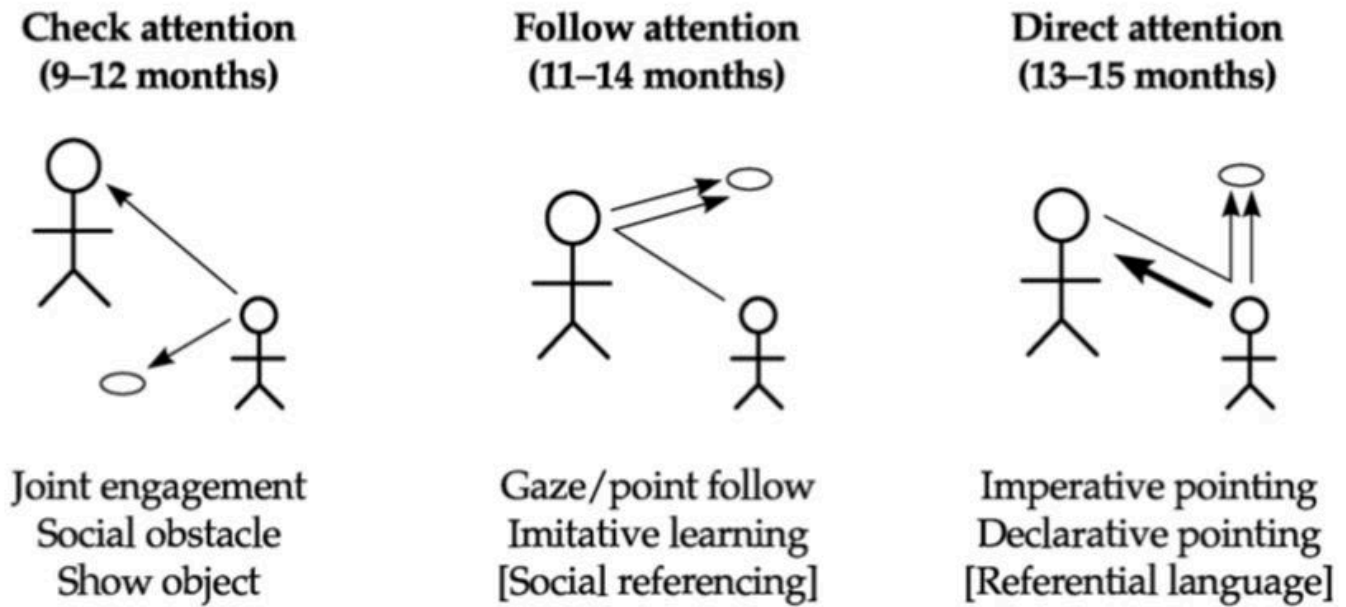 Check attention
(9–12 months)
Follow attention
(11–14 months)
Direct attention
(13–15 months)
Joint engagement
Social obstacle
Show object
Gaze/point follow
Imitative learning
[Social referencing]
Imperative pointing
Declarative pointing
[Referential language]